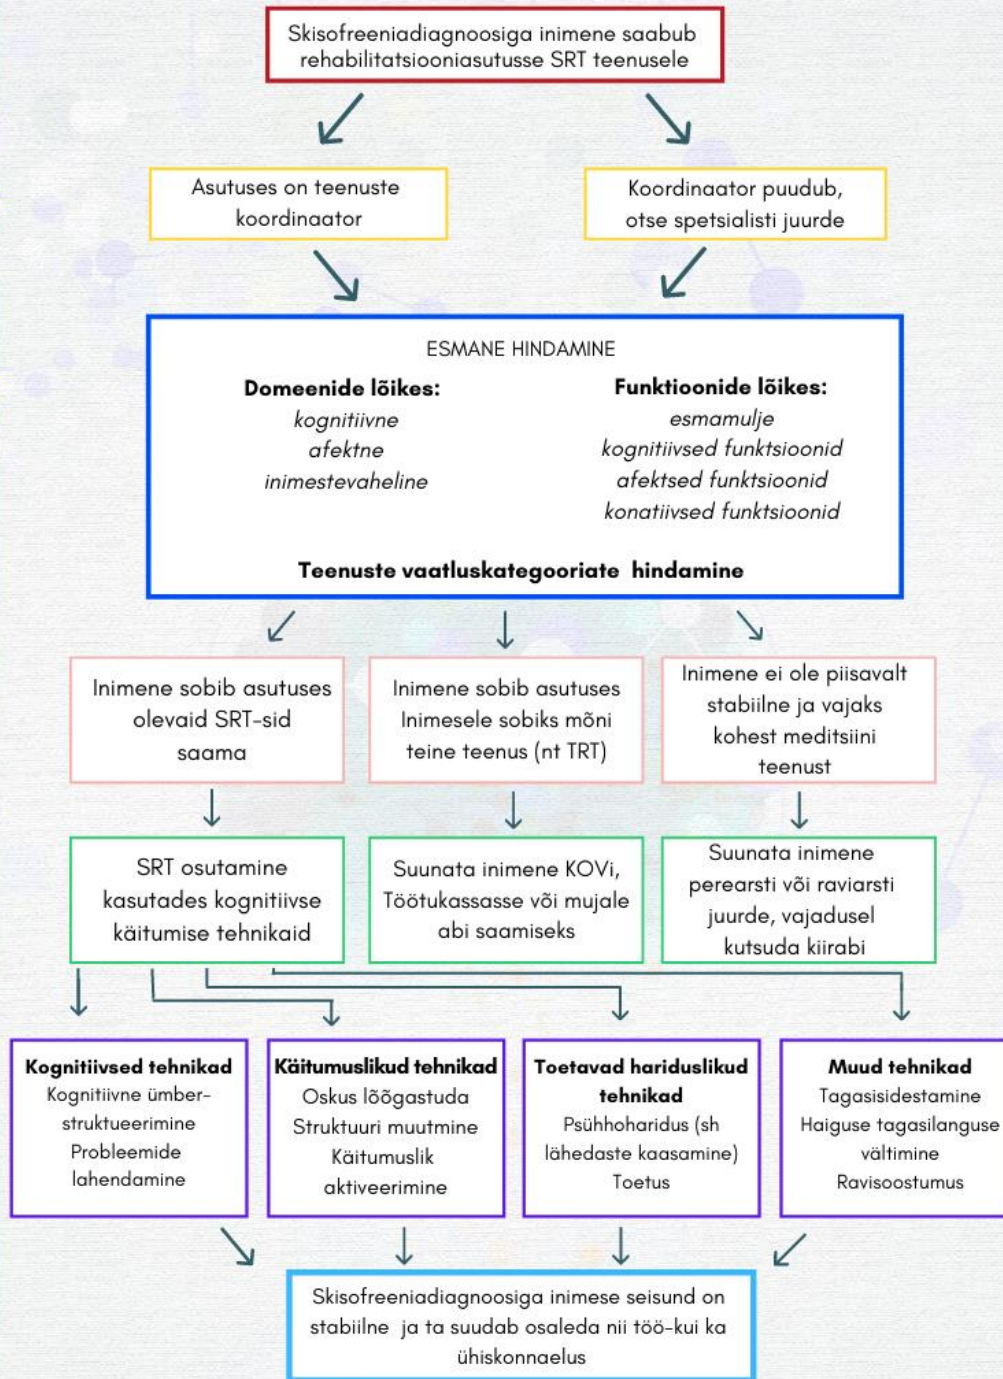 Skisofreeniadiagnoosiga inimene saabub
rehabilitatsiooniasutusse SRT teenusele
Asutuses on teenuste
koordinaator
Koordinaator puudub,
otse spetsialisti juurde
ESMANE HINDAMINE
Domeenide lõikes:
kognitiivne
afektne
inimestevaheline
Funktioonide lõikes:
esmamulje
kognitiivsed funktsioonid
afektsed funktsioonid
konatiivsed funktsioonid
Teenuste vaatluskategooriate hindamine
Inimene sobib asutuses
olevaid SRT-sid
saama
Inimene sobib asutuses
Inimesele sobiks mõni
teine teenus (nt TRT)
Inimene ei ole piisavalt
stabiilne ja vajaks
kohest meditsiini
teenust
SRT osutamine
kasutades kognitiivse
käitumise tehnikaid
Suunata inimene KOVi,
Töötukassasse või mujale
abi saamiseks
Suunata inimene
perearsti või raviarsti
juurde, vajadusel
kutsuda kiirabi
Kognitiivsed tehnikad
Kognitiivne ümber-
struktueerimine
Probleemide
lahendamine
Käitumuslikud tehnikad
Oskus lõõgastuda
Struktuuri muutmine
Käitumuslik
aktiveerimine
Toetavad hariduslikud
tehnikad
Psühhoharidus (sh
lähedaste kaasamine)
Toetus
Muud tehnikad
Tagasisidestamine
Haiguse tagasilanguse
vältimine
Ravisoostumus
Skisofreeniadiagnoosiga inimese seisund on
stabiilne ja ta suudab osaleda nii töö-kui ka
ühiskonnaelus